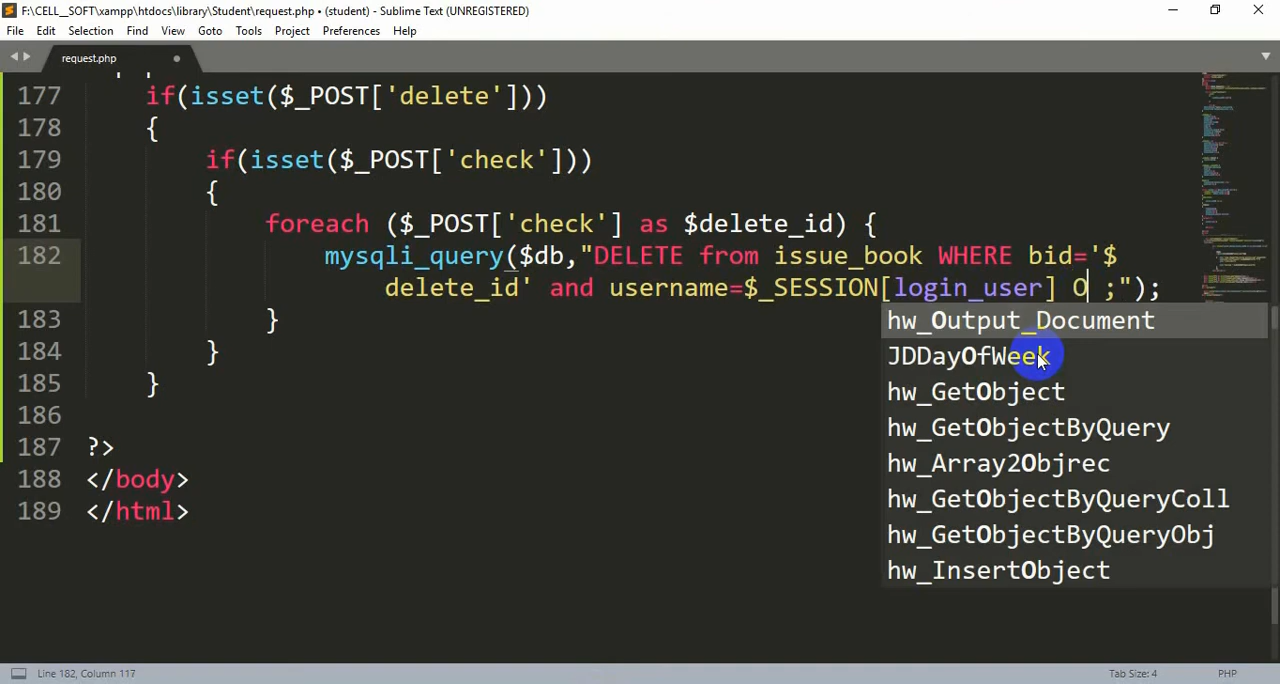 F:\CELL__SOFT\xampp\htdocs\library\Student\request.php • (student) - Sublime Text (UNREGISTERED)
File Edit Selection Find View Goto Tools Project Preferences Help
request.php
177 if(isset($_POST['delete']))
178 {
179 if(isset($_POST['check']))
180 {
181 foreach ($_POST['check'] as $delete_id) {
182 mysqli_query($db,"DELETE from issue_book WHERE bid='$
delete_id' and username=$_SESSION[login_user] O ;");
183 }
hw_Output_Document
184 }
JDDayOfWeek
185 }
hw_GetObject
186
hw_GetObjectByQuery
187 ?>
hw_Array2Objrec
188 </body>
hw_GetObjectByQueryColl
189 </html>
hw_GetObjectByQueryObj
hw_InsertObject
Line 182, Column 117 Tab Size: 4 PHP